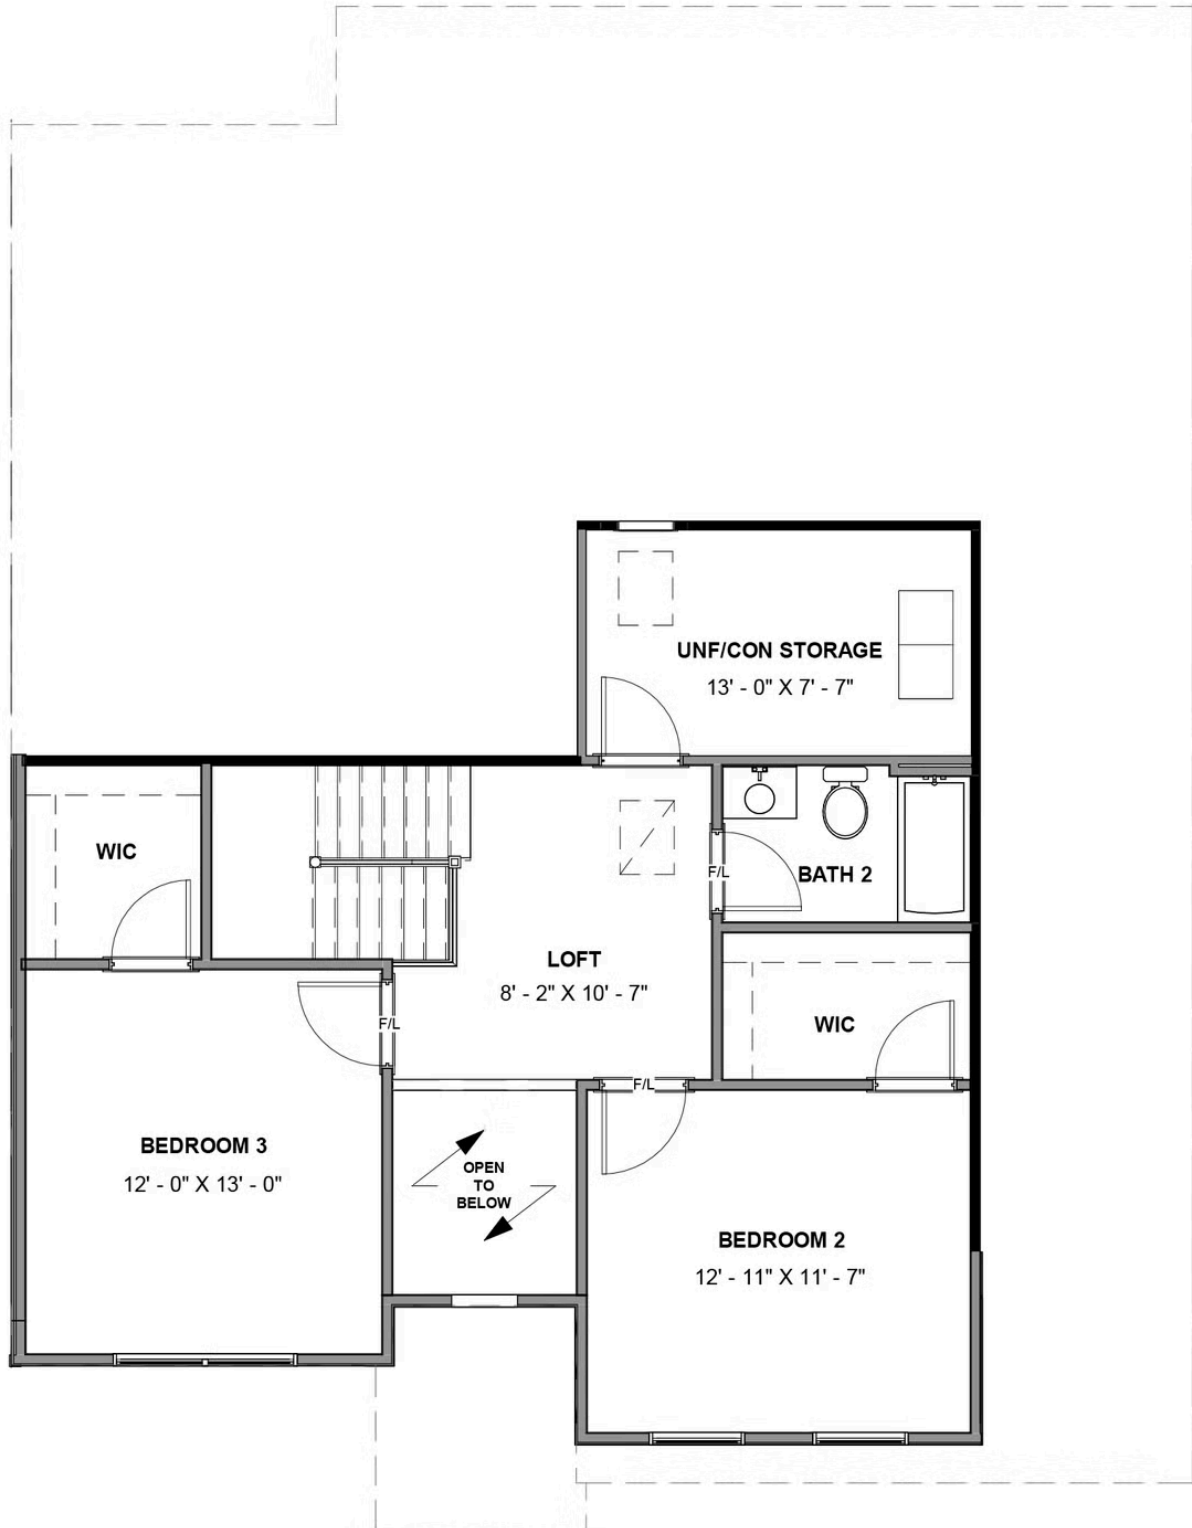 UNF/CON STORAGE
13' - 0" X 7' - 7"
WIC
F/L
BATH 2
LOFT
8' - 2" X 10' - 7"
F/L
WIC
F/L
BEDROOM 3
12' - 0" X 13' - 0"
OPEN
TO
BELOW
BEDROOM 2
12' - 11" X 11' - 7"